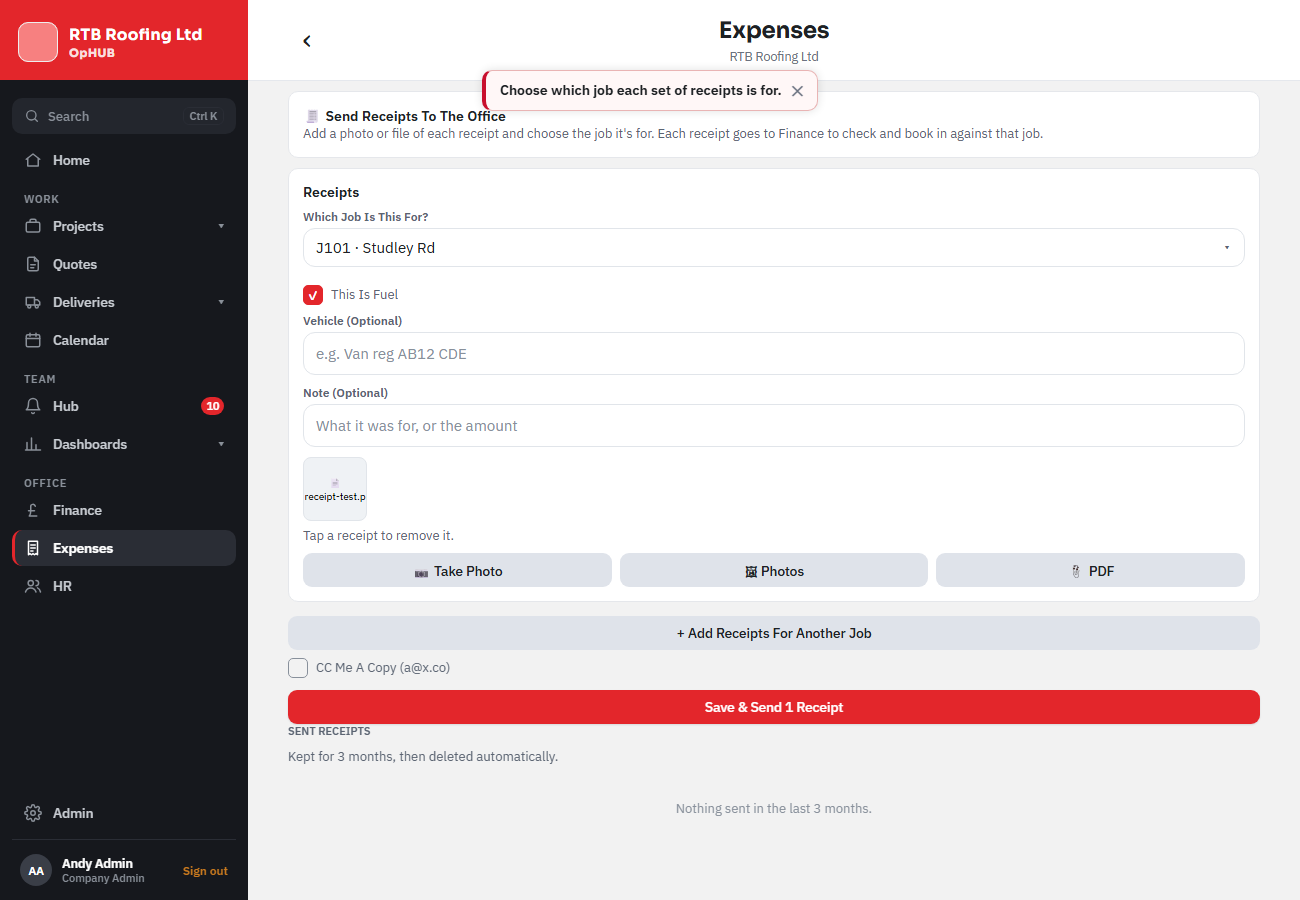 RTB Roofing Ltd
OpHUB
Search
Ctrl K
Home
WORK
Projects
Quotes
Deliveries
Calendar
TEAM
Hub
10
Dashboards
OFFICE
Finance
Expenses
HR
Admin
AA
Andy Admin
Company Admin
Sign out
Expenses
RTB Roofing Ltd
Choose which job each set of receipts is for.
Send Receipts To The Office
Add a photo or file of each receipt and choose the job it's for. Each receipt goes to Finance to check and book in against that job.
Receipts
Which Job Is This For?
J101 · Studley Rd
This Is Fuel
Vehicle (Optional)
e.g. Van reg AB12 CDE
Note (Optional)
What it was for, or the amount
receipt-test.p
Tap a receipt to remove it.
Take Photo
Photos
PDF
+ Add Receipts For Another Job
CC Me A Copy (a@x.co)
Save & Send 1 Receipt
SENT RECEIPTS
Kept for 3 months, then deleted automatically.
Nothing sent in the last 3 months.